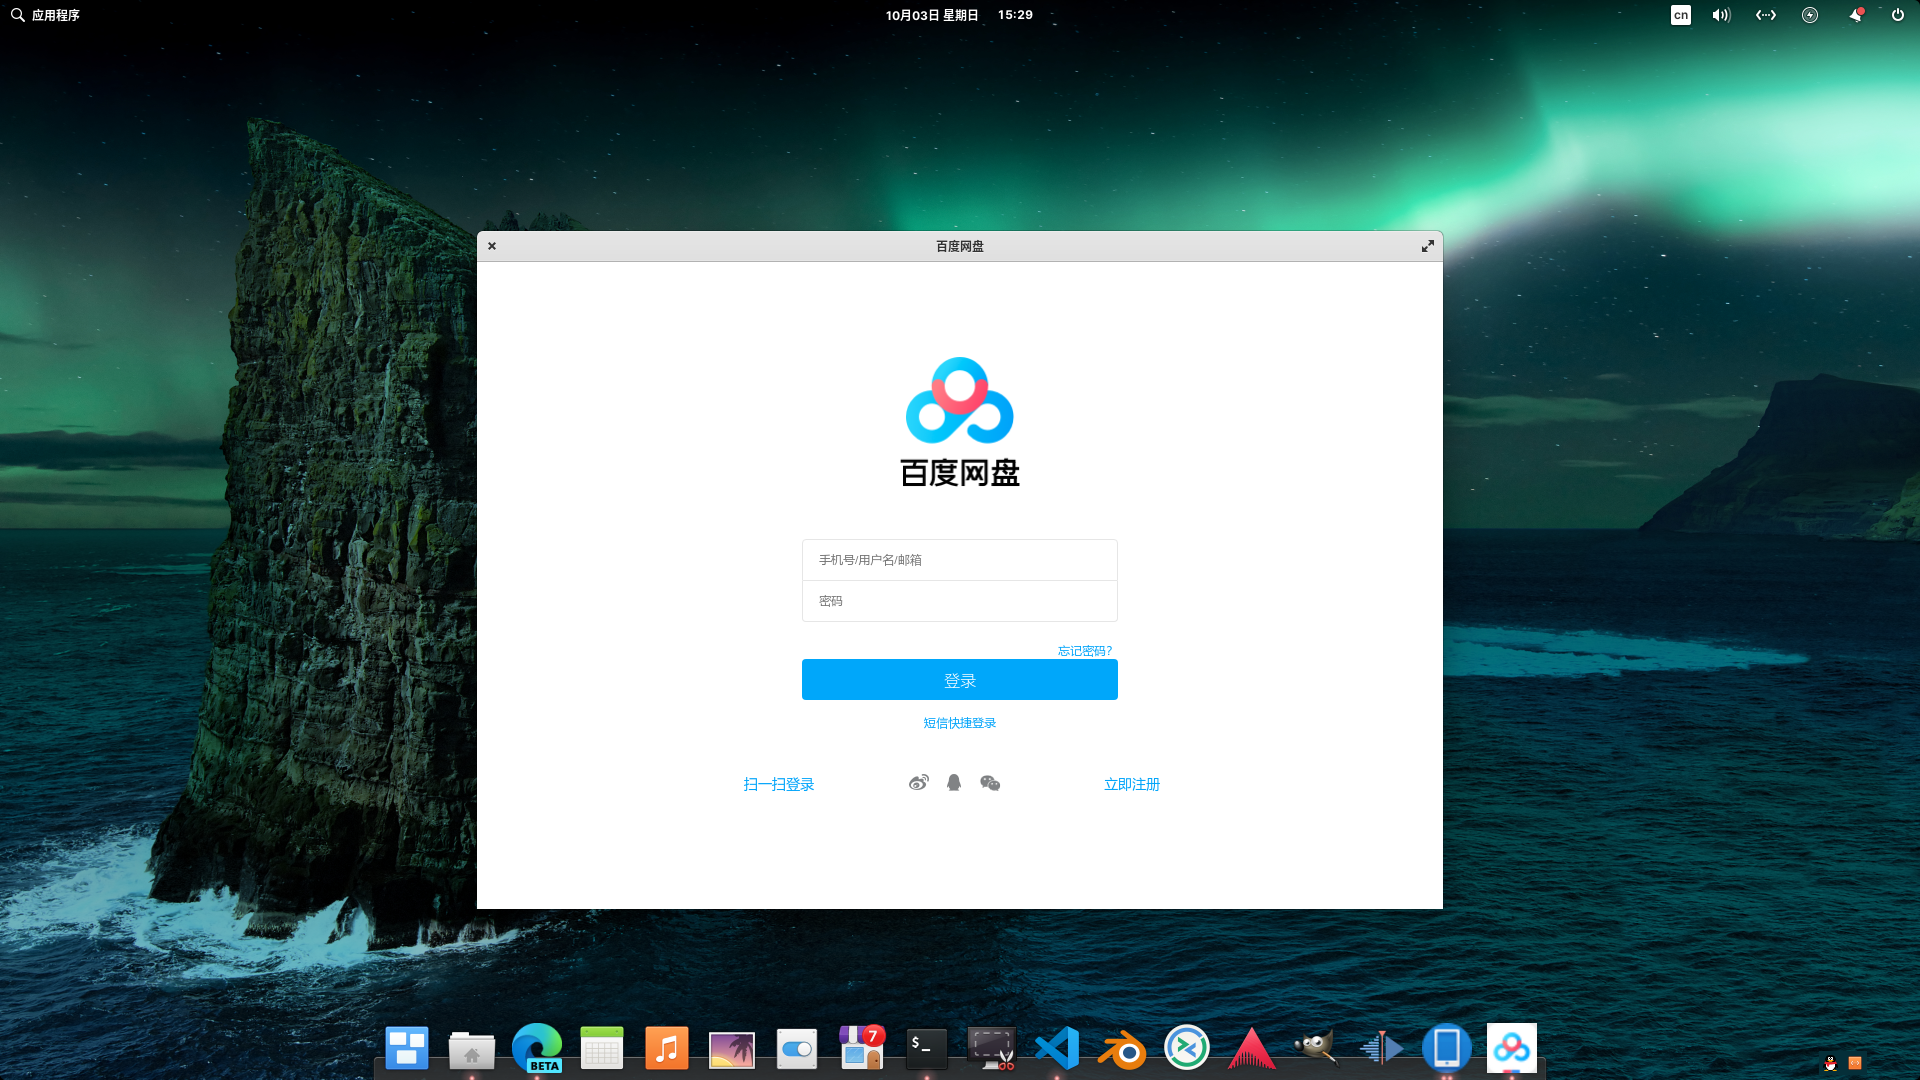 应用程序
10月03日 星期日 15:29
cn
百度网盘
百度网盘
手机号/用户名/邮箱
密码
忘记密码?
登录
短信快捷登录
扫一扫登录
立即注册
BETA
7
$_